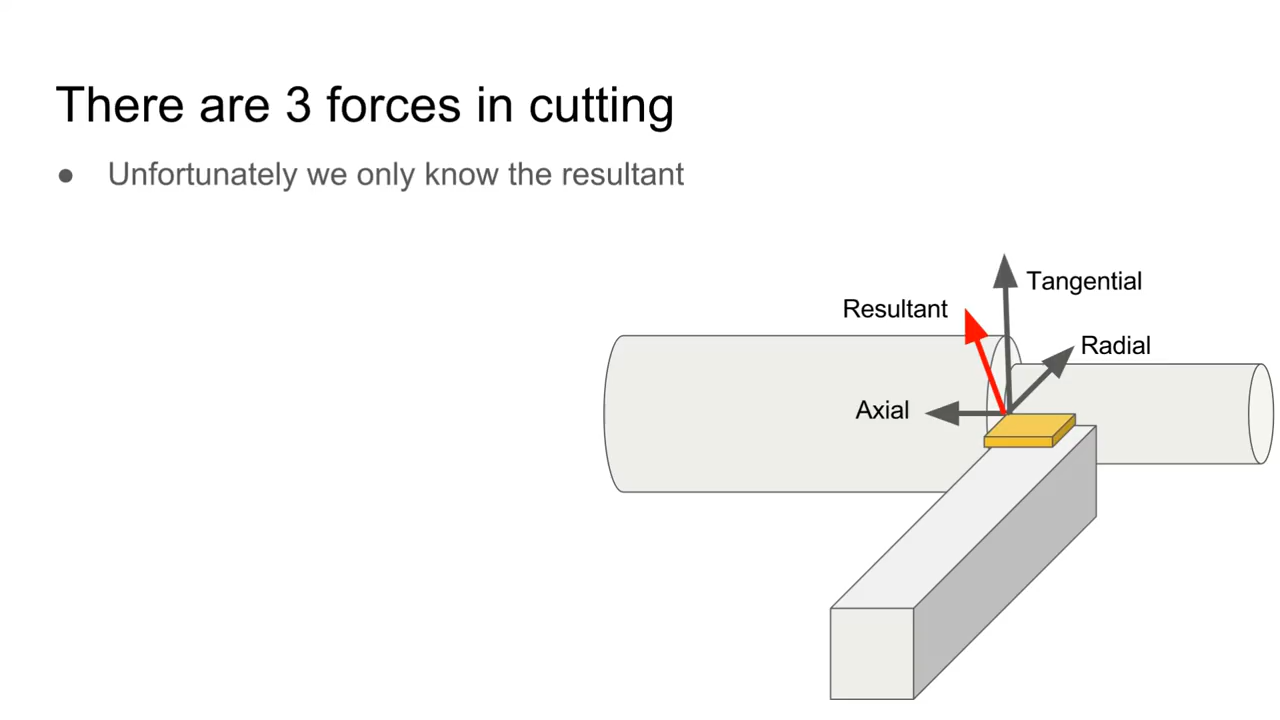 There are 3 forces in cutting
● Unfortunately we only know the resultant
Tangential
Resultant
Radial
Axial